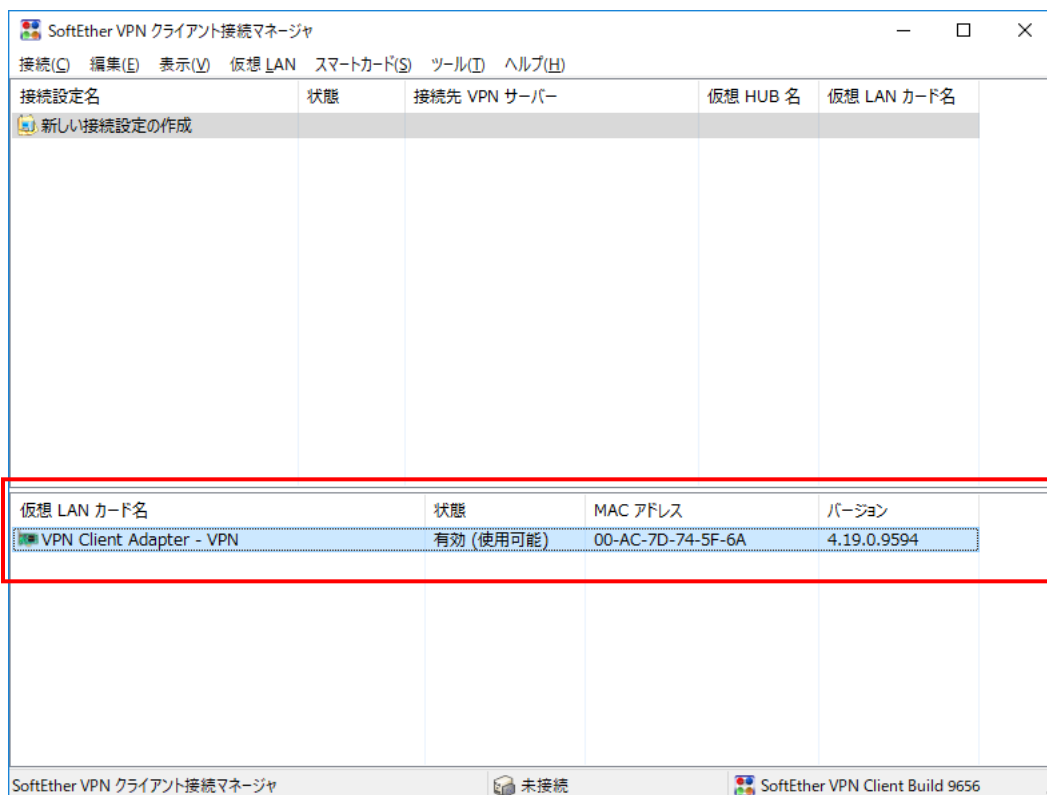 SoftEther VPN クライアント接続マネージャ
接続(C) 編集(E) 表示(V) 仮想 LAN スマートカード(S) ツール(T) ヘルプ(H)
接続設定名 状態 接続先 VPN サーバー 仮想 HUB 名 仮想 LAN カード名
新しい接続設定の作成
仮想 LAN カード名 状態 MAC アドレス バージョン
VPN Client Adapter - VPN 有効 (使用可能) 00-AC-7D-74-5F-6A 4.19.0.9594
SoftEther VPN クライアント接続マネージャ 未接続 SoftEther VPN Client Build 9656